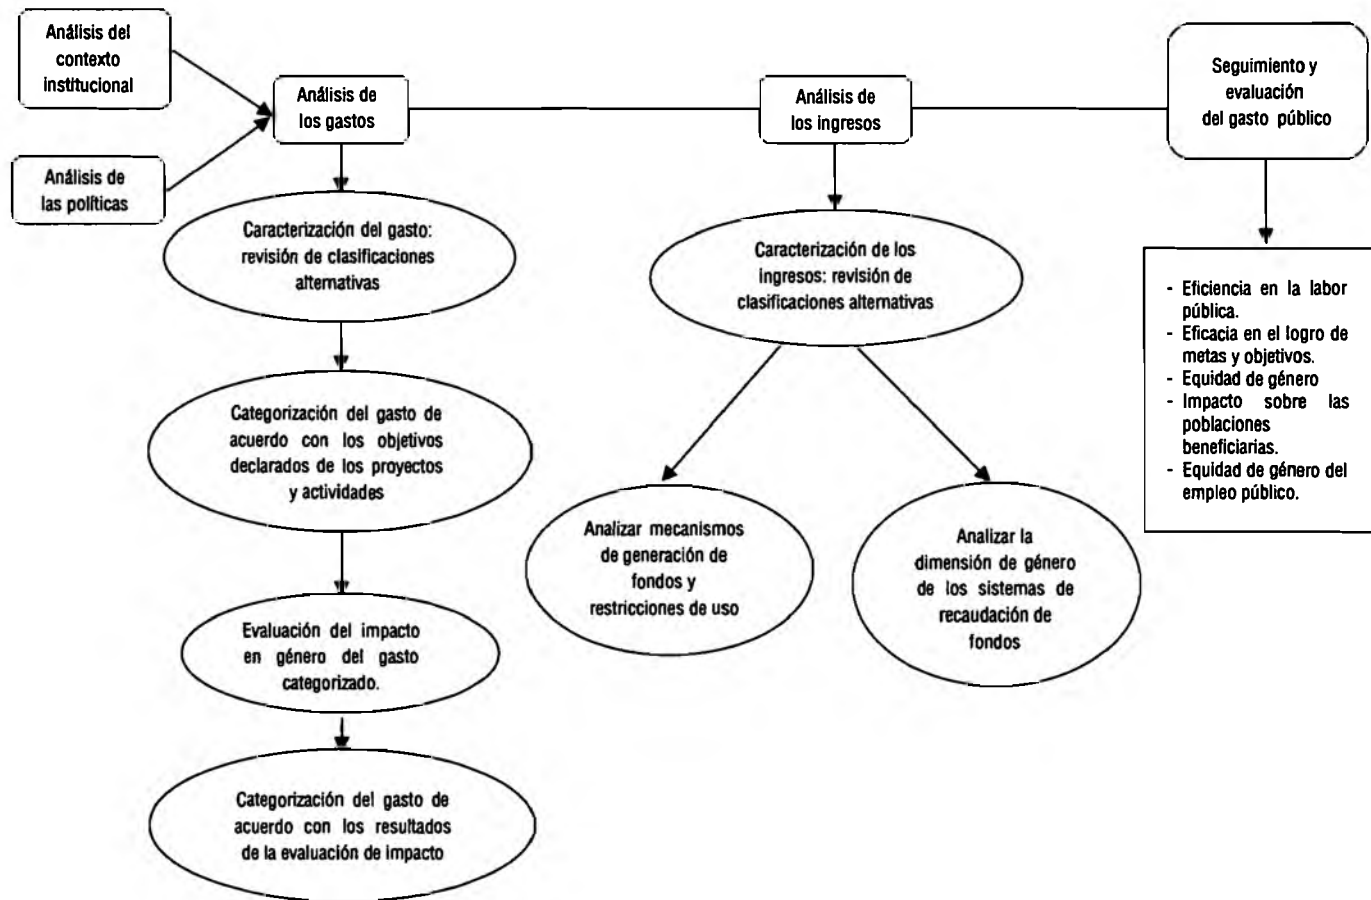 Análisis del
contexto
institucional
Análisis de
las políticas
Análisis de
los gastos
Análisis de
los ingresos
Seguimiento y
evaluación
del gasto público
Caracterización del gasto:
revisión de clasificaciones
alternativas
Categorización del gasto de
acuerdo con los objetivos
declarados de los proyectos
y actividades
Evaluación del impacto
en género del gasto
categorizado.
Categorización del gasto de
acuerdo con los resultados
de la evaluación de impacto
Caracterización de los
ingresos: revisión de
clasificaciones alternativas
Analizar mecanismos
de generación de
fondos y
restricciones de uso
Analizar la
dimensión de género
de los sistemas de
recaudación de
fondos
- Eficiencia en la labor
pública.
- Eficacia en el logro de
metas y objetivos.
- Equidad de género
- Impacto sobre las
poblaciones
beneficiarias.
- Equidad de género del
empleo público.